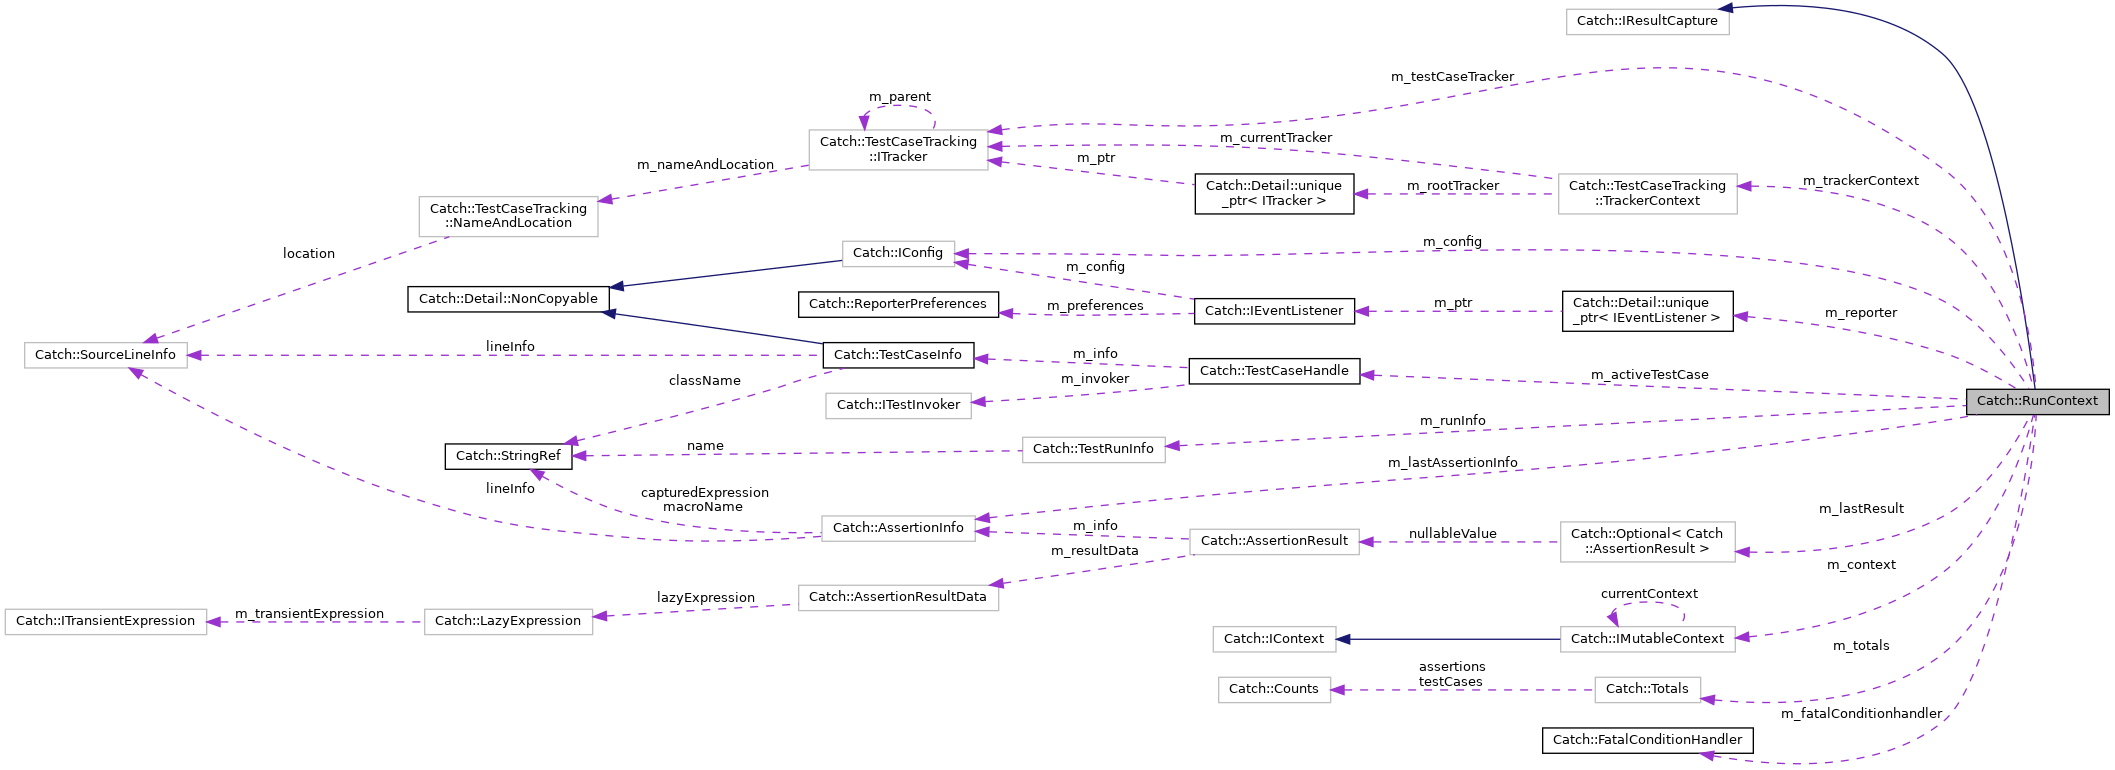 Catch::IResultCapture
m_testCaseTracker
m_parent
Catch::TestCaseTracking
::ITracker
m_currentTracker
m_ptr
m_nameAndLocation
Catch::Detail::unique
_ptr< ITracker >
m_rootTracker
Catch::TestCaseTracking
::TrackerContext
m_trackerContext
Catch::TestCaseTracking
::NameAndLocation
location
Catch::IConfig
m_config
m_config
Catch::Detail::NonCopyable
Catch::ReporterPreferences
m_preferences
Catch::IEventListener
m_ptr
Catch::Detail::unique
_ptr< IEventListener >
m_reporter
Catch::SourceLineInfo
lineInfo
Catch::TestCaseInfo
m_info
Catch::TestCaseHandle
m_activeTestCase
className
m_invoker
Catch::ITestInvoker
Catch::RunContext
m_runInfo
Catch::StringRef
name
Catch::TestRunInfo
m_lastAssertionInfo
lineInfo
capturedExpression
macroName
Catch::AssertionInfo
m_info
Catch::AssertionResult
nullableValue
Catch::Optional< Catch
::AssertionResult >
m_lastResult
m_resultData
m_context
Catch::ITransientExpression
m_transientExpression
Catch::LazyExpression
lazyExpression
Catch::AssertionResultData
currentContext
Catch::IContext
Catch::IMutableContext
m_totals
Catch::Counts
assertions
testCases
Catch::Totals
m_fatalConditionhandler
Catch::FatalConditionHandler